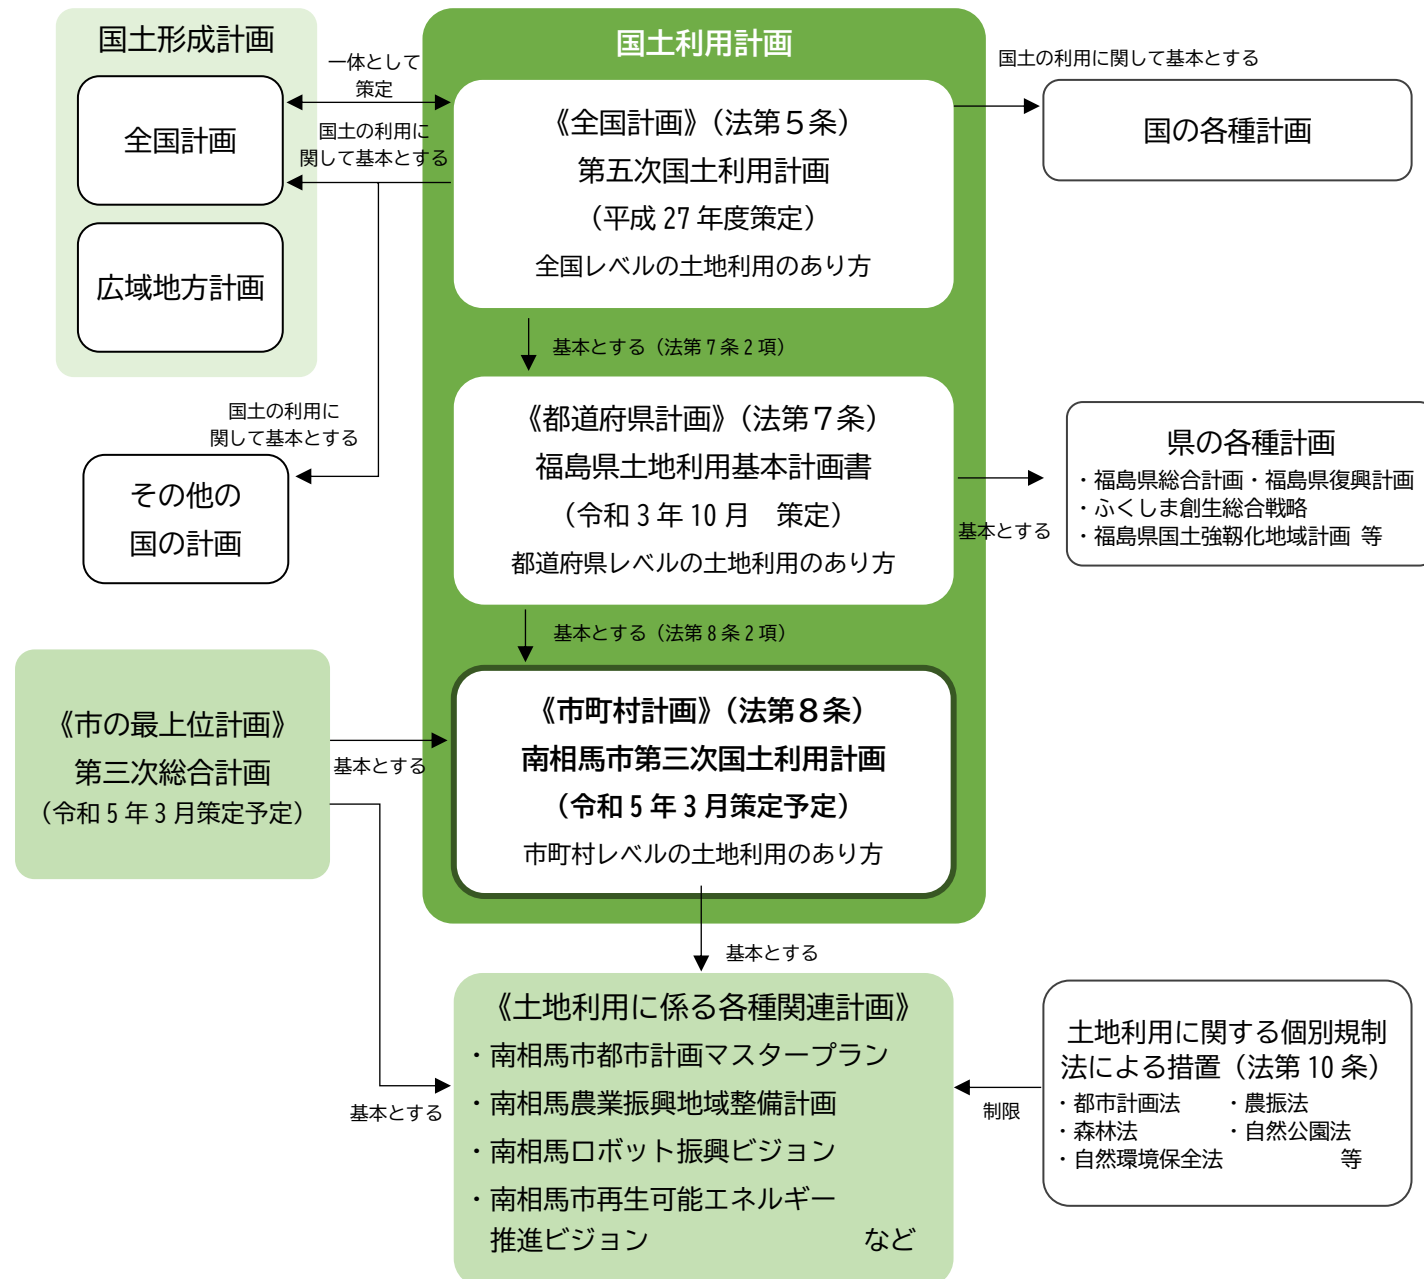 国土形成計画
全国計画
広域地方計画
一体として
策定
国土の利用に
関して基本とする
国土利用計画
《全国計画》（法第５条）
第五次国土利用計画
（平成 27 年度策定）
全国レベルの土地利用のあり方
国土の利用に関して基本とする
国の各種計画
基本とする（法第 7 条 2 項）
国土の利用に
関して基本とする
その他の
国の計画
《都道府県計画》（法第７条）
福島県土地利用基本計画書
（令和 3 年 10 月　策定）
都道府県レベルの土地利用のあり方
基本とする
県の各種計画
・福島県総合計画・福島県復興計画
・ふくしま創生総合戦略
・福島県国土強靱化地域計画 等
基本とする（法第 8 条 2 項）
《市の最上位計画》
第三次総合計画
（令和 5 年 3 月策定予定）
基本とする
《市町村計画》（法第８条）
南相馬市第三次国土利用計画
（令和 5 年 3 月策定予定）
市町村レベルの土地利用のあり方
基本とする
基本とする
《土地利用に係る各種関連計画》
・南相馬市都市計画マスタープラン
・南相馬農業振興地域整備計画
・南相馬ロボット振興ビジョン
・南相馬市再生可能エネルギー
推進ビジョン　など
制限
土地利用に関する個別規制
法による措置（法第 10 条）
・都市計画法　・農振法
・森林法　・自然公園法
・自然環境保全法　等